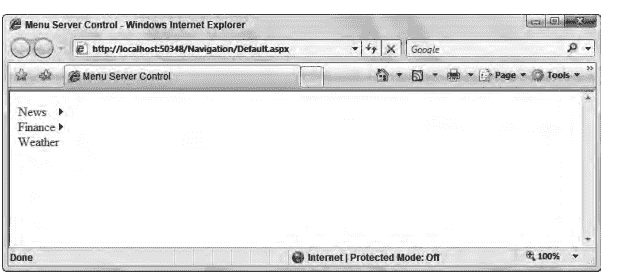 Menu Server Control - Windows Internet Explorer
http://localhost:50348/Navigation/Default.aspx
Google
Menu Server Control
Page
Tools
News
Finance
Weather
Done
Internet | Protected Mode: Off
100%